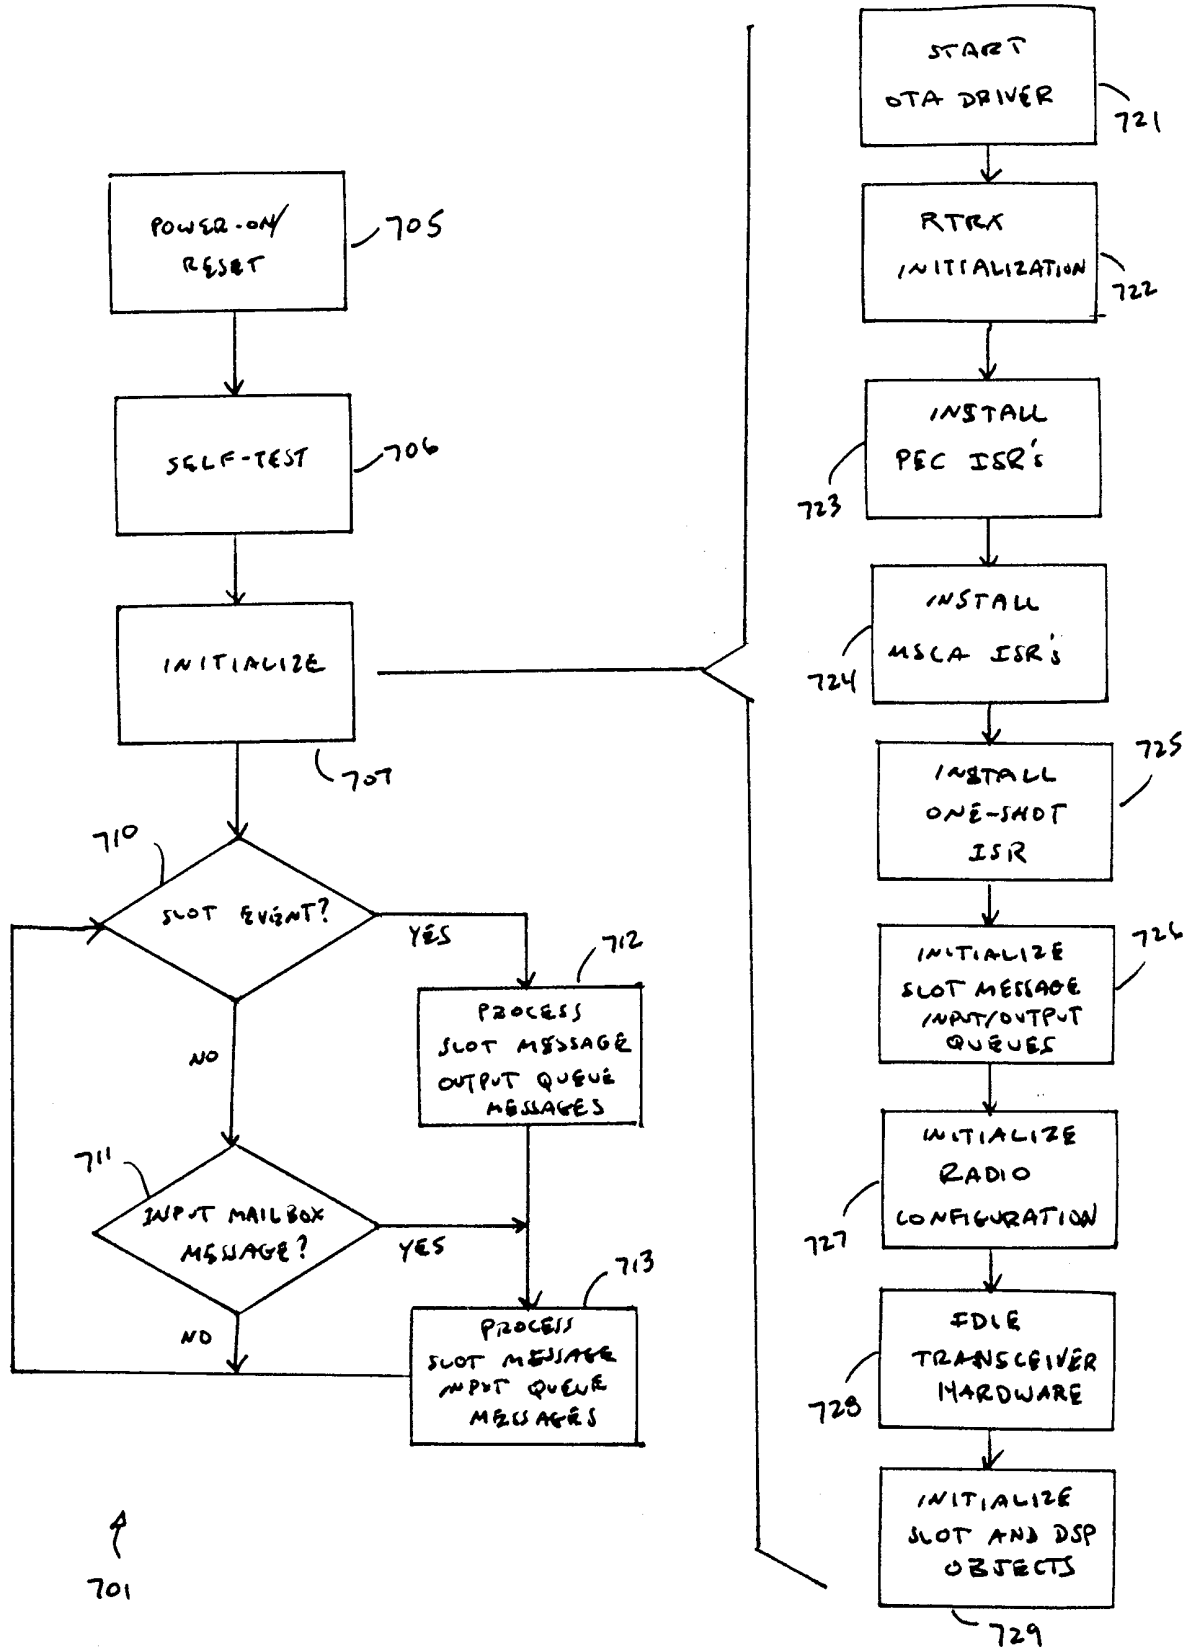 POWER-ON/
RESET
705
SELF-TEST
706
INITIALIZE
707
710
SLOT EVENT?
YES
NO
712
PROCESS
SLOT MESSAGE
OUTPUT QUEUE
MESSAGES
711
INPUT MAILBOX
MESSAGE?
YES
NO
713
PROCESS
SLOT MESSAGE
INPUT QUEUE
MESSAGES
701
START
OTA DRIVER
721
RTRX
INITIALIZATION
722
INSTALL
PEC ISR's
723
INSTALL
MSCA ISR's
724
725
INSTALL
ONE-SHOT
ISR
726
INITIALIZE
SLOT MESSAGE
INPUT/OUTPUT
QUEUES
INITIALIZE
RADIO
CONFIGURATION
727
IDLE
TRANSCEIVER
HARDWARE
728
INITIALIZE
SLOT AND DSP
OBJECTS
729